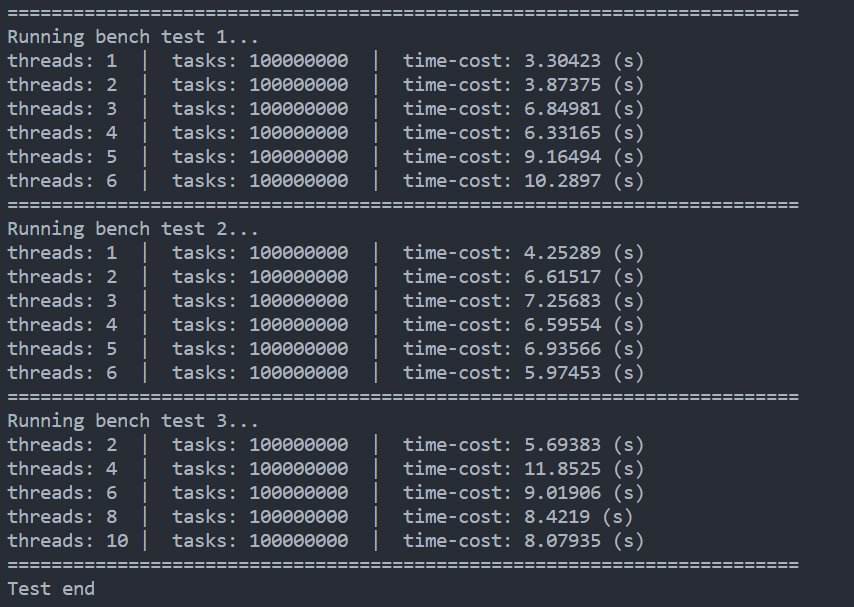 ========================================================================
Running bench test 1...
threads: 1  |  tasks: 100000000  |  time-cost: 3.30423 (s)
threads: 2  |  tasks: 100000000  |  time-cost: 3.87375 (s)
threads: 3  |  tasks: 100000000  |  time-cost: 6.84981 (s)
threads: 4  |  tasks: 100000000  |  time-cost: 6.33165 (s)
threads: 5  |  tasks: 100000000  |  time-cost: 9.16494 (s)
threads: 6  |  tasks: 100000000  |  time-cost: 10.2897 (s)
========================================================================
Running bench test 2...
threads: 1  |  tasks: 100000000  |  time-cost: 4.25289 (s)
threads: 2  |  tasks: 100000000  |  time-cost: 6.61517 (s)
threads: 3  |  tasks: 100000000  |  time-cost: 7.25683 (s)
threads: 4  |  tasks: 100000000  |  time-cost: 6.59554 (s)
threads: 5  |  tasks: 100000000  |  time-cost: 6.93566 (s)
threads: 6  |  tasks: 100000000  |  time-cost: 5.97453 (s)
========================================================================
Running bench test 3...
threads: 2  |  tasks: 100000000  |  time-cost: 5.69383 (s)
threads: 4  |  tasks: 100000000  |  time-cost: 11.8525 (s)
threads: 6  |  tasks: 100000000  |  time-cost: 9.01906 (s)
threads: 8  |  tasks: 100000000  |  time-cost: 8.4219 (s)
threads: 10 |  tasks: 100000000  |  time-cost: 8.07935 (s)
========================================================================
Test end